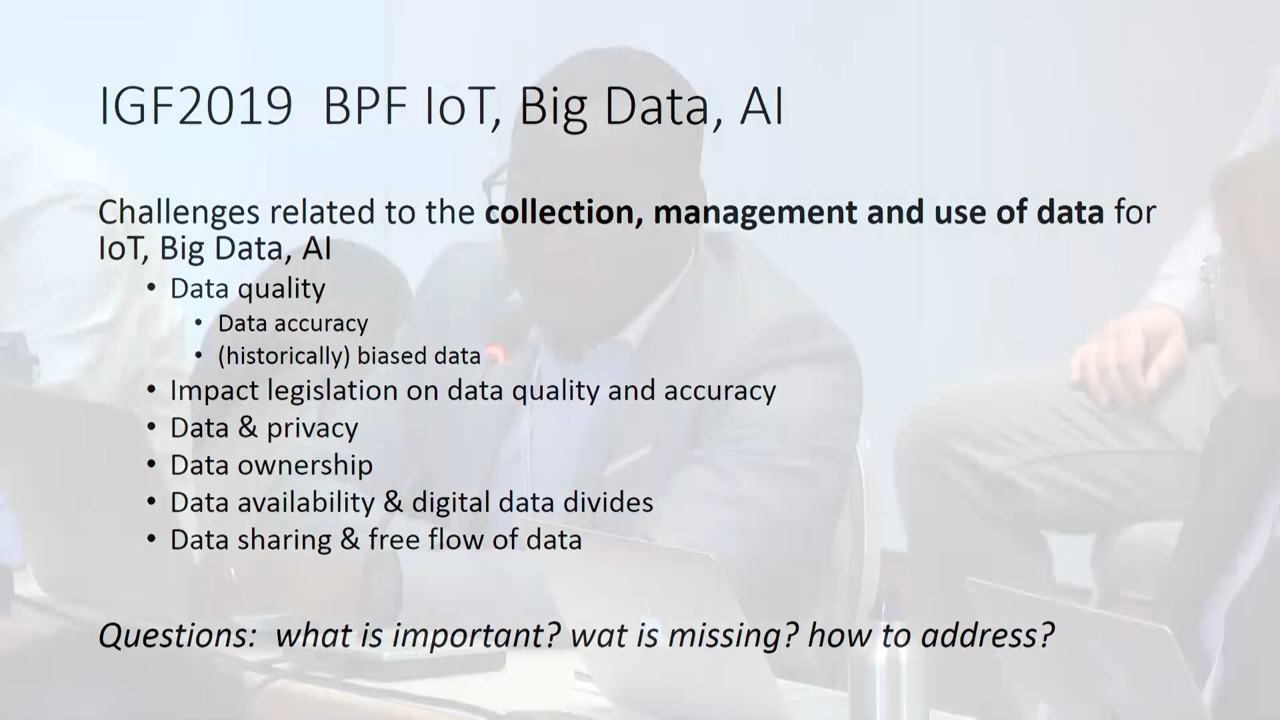 IGF2019 BPF IoT, Big Data, AI
Challenges related to the collection, management and use of data for
IoT, Big Data, AI
• Data quality
• Data accuracy
• (historically) biased data
• Impact legislation on data quality and accuracy
• Data & privacy
• Data ownership
• Data availability & digital data divides
• Data sharing & free flow of data
Questions: what is important? wat is missing? how to address?